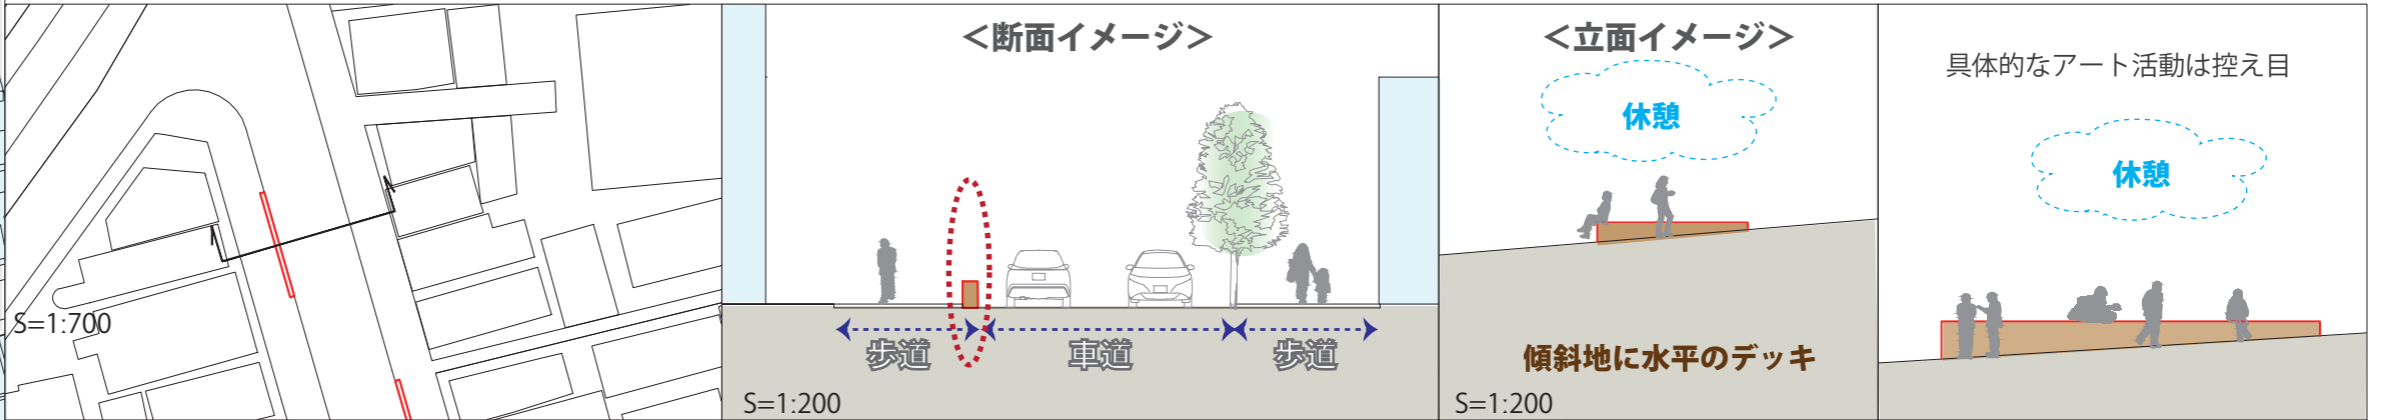 S=1:700
＜断面イメージ＞
歩道
車道
歩道
S=1:200
＜立面イメージ＞
休憩
傾斜地に水平のデッキ
S=1:200
具体的なアート活動は控え目
休憩